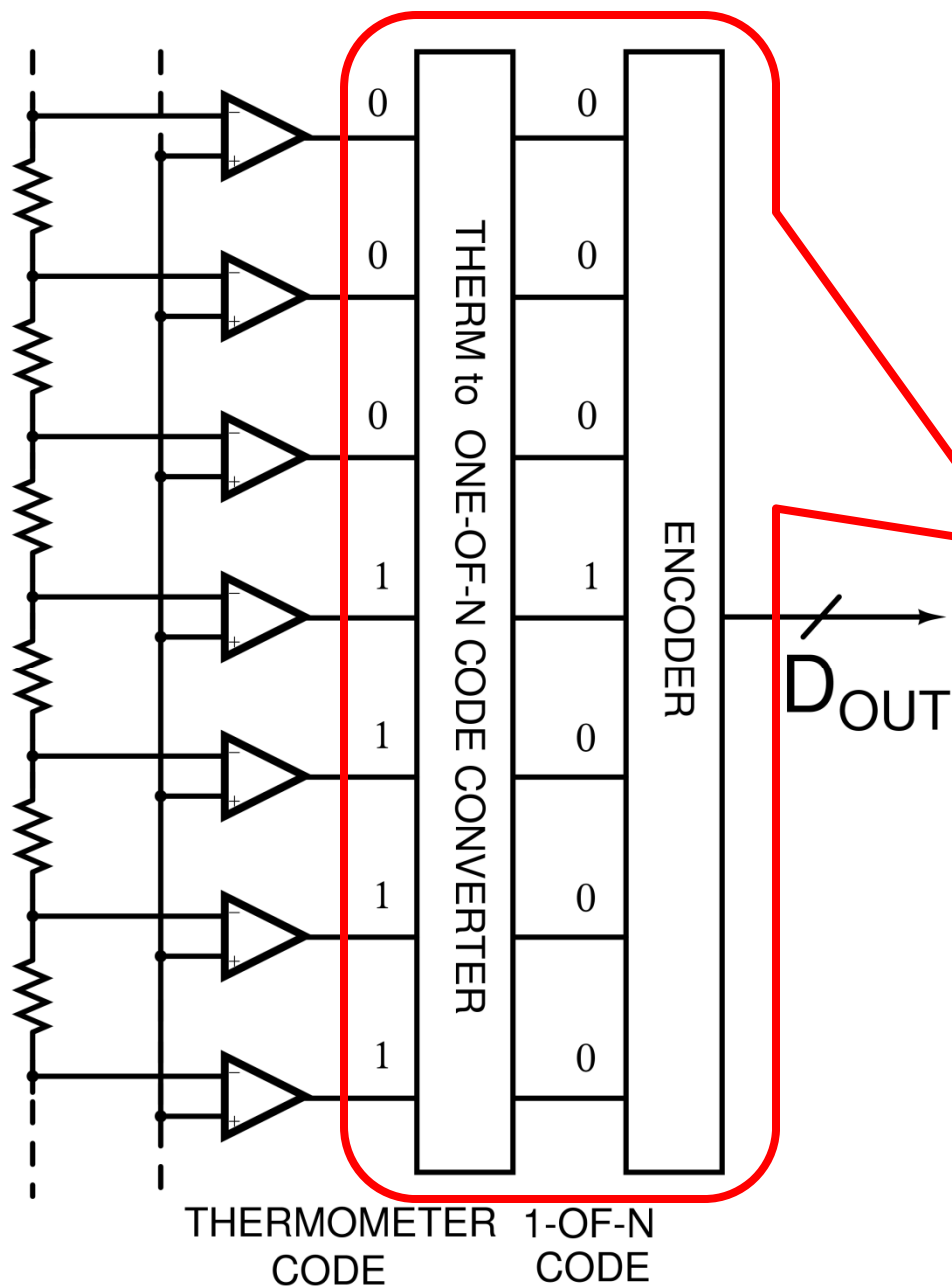 0 0
− +
0 0
− +
0 0
− +
1 1
− +
1 0
− +
1 0
− +
1 0
− +
THERM to ONE-OF-N CODE CONVERTER
ENCODER
DOUT
THERMOMETER 1-OF-N
CODE CODE